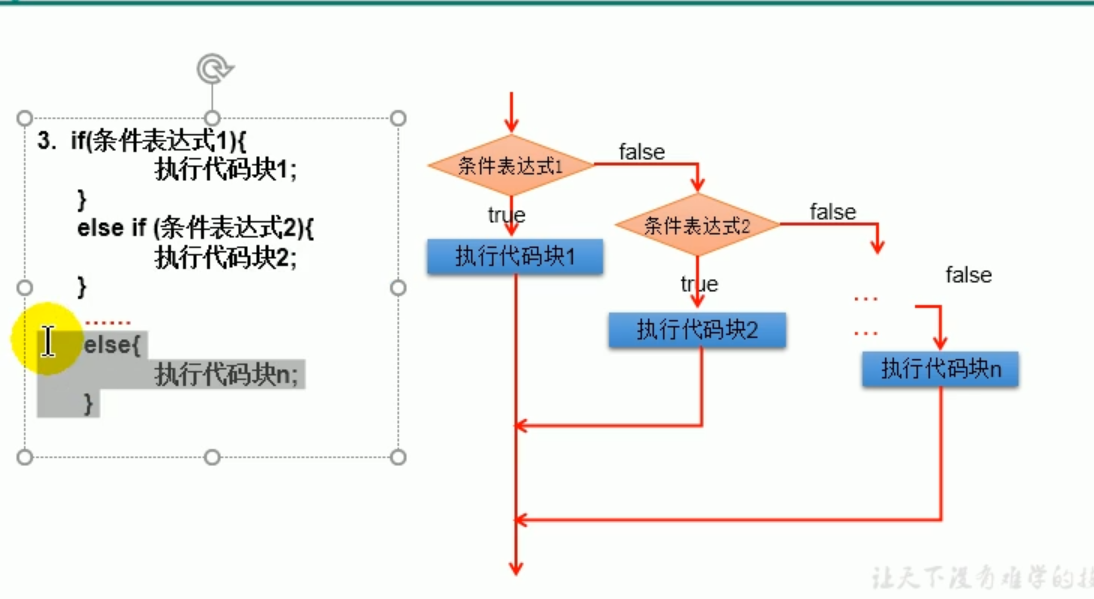 3. if(条件表达式1){
执行代码块1;
}
else if (条件表达式2){
执行代码块2;
}
......
else{
执行代码块n;
}
条件表达式1
false
true
执行代码块1
条件表达式2
false
true
执行代码块2
false
...
...
执行代码块n
让天下没有难学的技